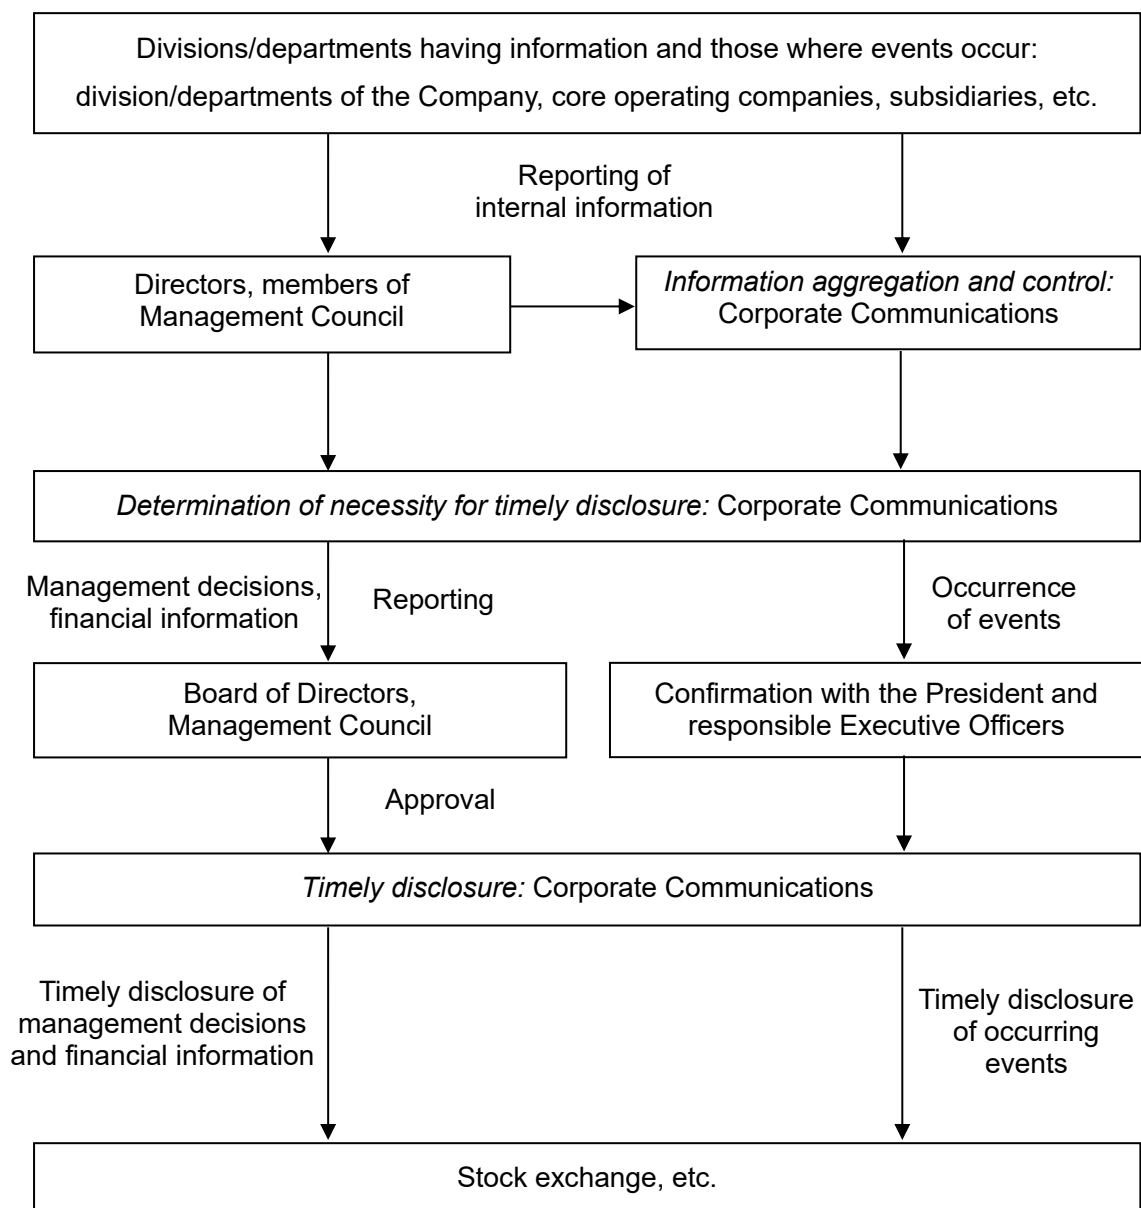 Divisions/departments having information and those where events occur:
division/departments of the Company, core operating companies, subsidiaries, etc.
Reporting of
internal information
Directors, members of
Management Council
Information aggregation and control:
Corporate Communications
Determination of necessity for timely disclosure: Corporate Communications
Management decisions,
financial information
Reporting
Occurrence
of events
Board of Directors,
Management Council
Confirmation with the President and
responsible Executive Officers
Approval
Timely disclosure: Corporate Communications
Timely disclosure of
management decisions
and financial information
Timely disclosure
of occurring
events
Stock exchange, etc.